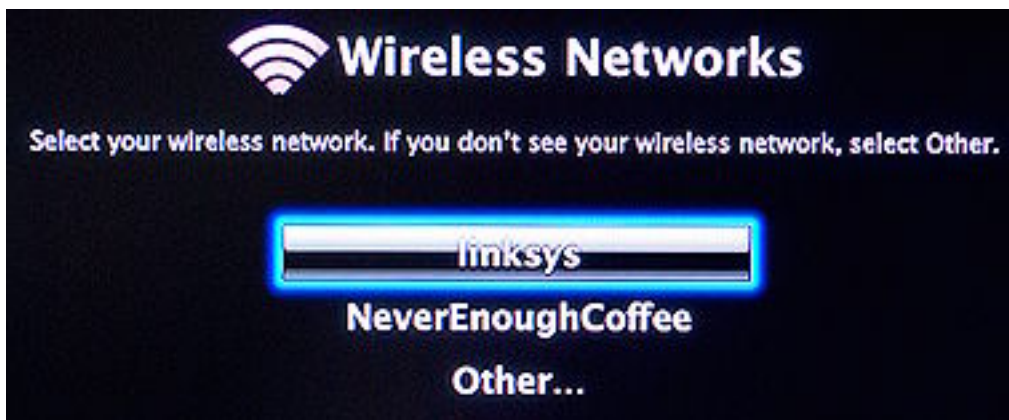 Wireless Networks
Select your wireless network. If you don't see your wireless network, select Other.
linksys
NeverEnoughCoffee
Other...